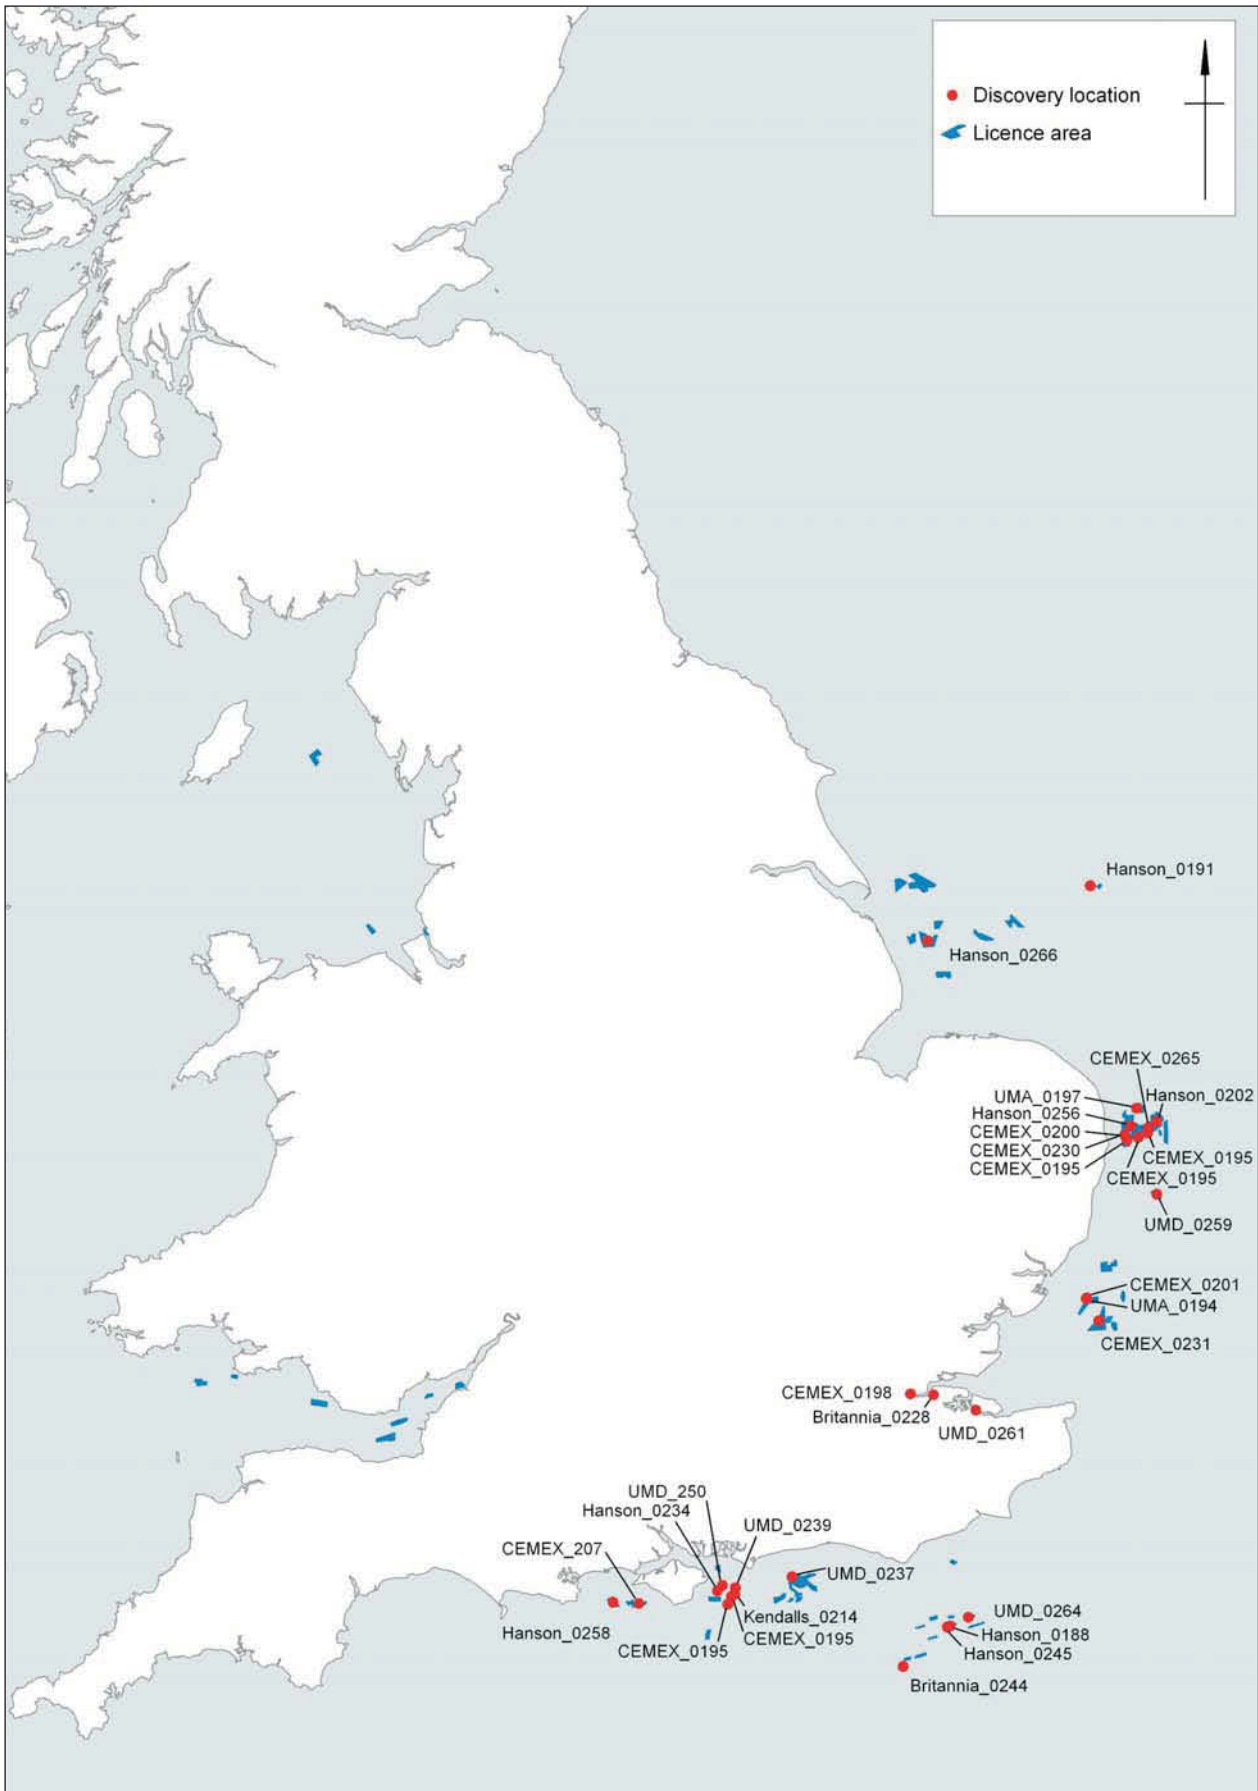 Discovery location
Licence area
Hanson_0191
Hanson_0266
CEMEX_0265
UMA_0197
Hanson_0202
Hanson_0256
CEMEX_0200
CEMEX_0230
CEMEX_0195
CEMEX_0195
CEMEX_0195
UMD_0259
CEMEX_0201
UMA_0194
CEMEX_0231
CEMEX_0198
Britannia_0228
UMD_0261
UMD_250
Hanson_0234
UMD_0239
CEMEX_207
UMD_0237
Hanson_0258
Kendalls_0214
CEMEX_0195
CEMEX_0195
UMD_0264
Hanson_0188
Hanson_0245
Britannia_0244